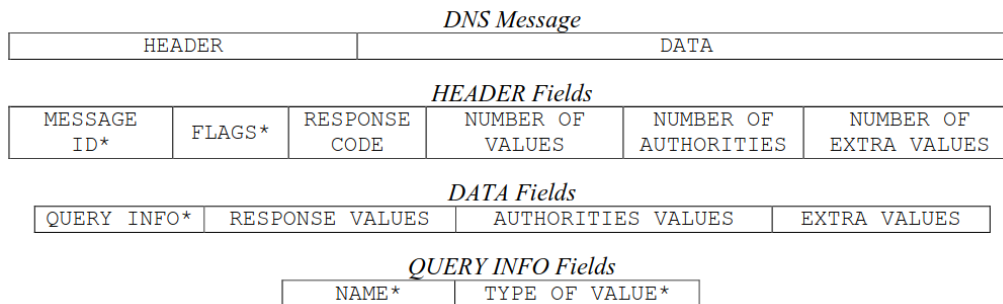 DNS Message
HEADER DATA
HEADER Fields
MESSAGE ID* FLAGS* RESPONSE CODE NUMBER OF VALUES NUMBER OF AUTHORITIES NUMBER OF EXTRA VALUES
DATA Fields
QUERY INFO* RESPONSE VALUES AUTHORITIES VALUES EXTRA VALUES
QUERY INFO Fields
NAME* TYPE OF VALUE*